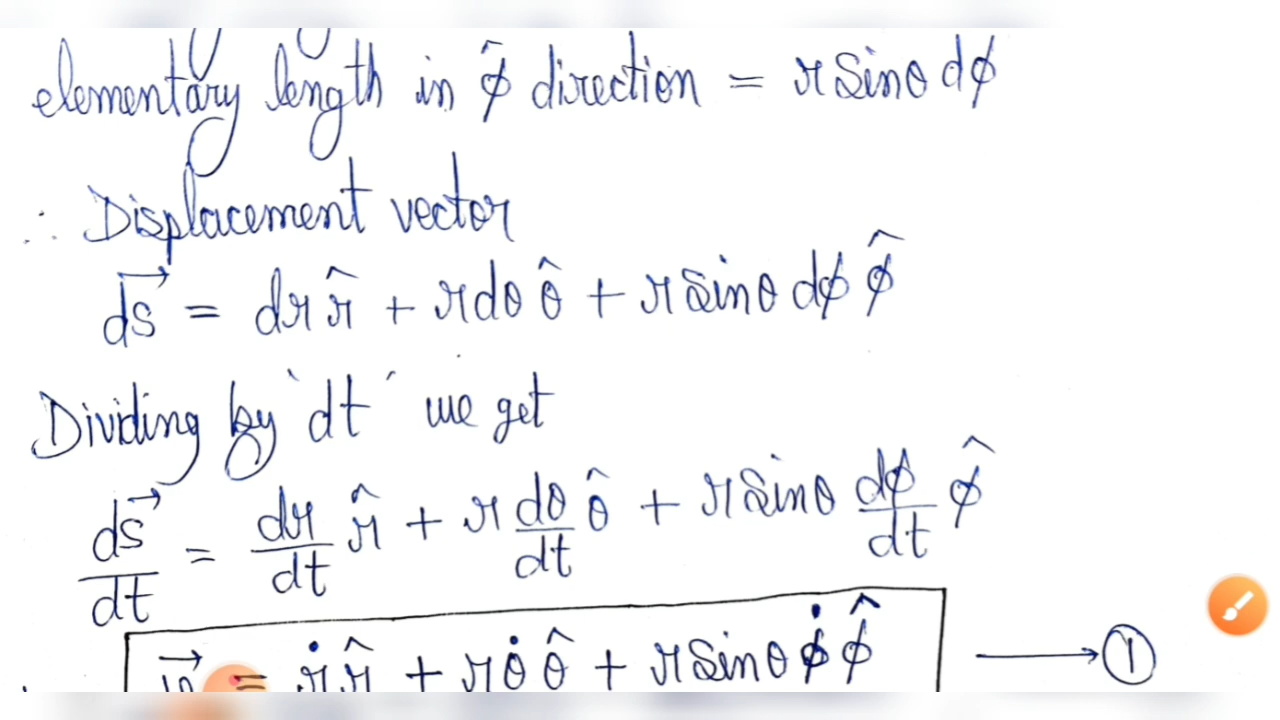 elementary length in φ̂ direction = r sinθ dφ
∴ Displacement vector
d⃗s = dr r̂ + r dθ θ̂ + r sinθ dφ φ̂
Dividing by 'dt' we get
d⃗s/dt = dr/dt r̂ + r dθ/dt θ̂ + r sinθ dφ/dt φ̂
v⃗ = ṙ r̂ + r θ̇ θ̂ + r sinθ φ̇ φ̂ ⟶ ①